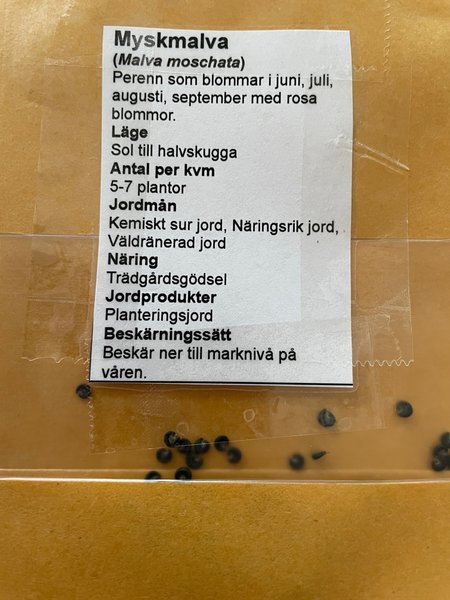 Myskmalva
(Malva moschata)
Perenn som blommar i juni, juli,
augusti, september med rosa
blommor.
Läge
Sol till halvskugga
Antal per kvm
5-7 plantor
Jordmån
Kemiskt sur jord, Näringsrik jord,
Väldränerad jord
Näring
Trädgårdsgödsel
Jordprodukter
Planteringsjord
Beskärningssätt
Beskär ner till marknivå på
våren.